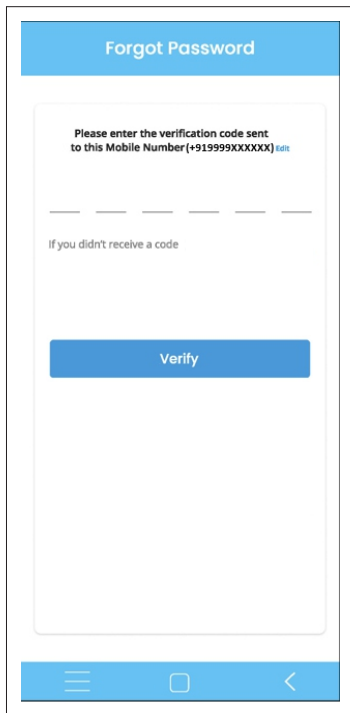 Forgot Password
Please enter the verification code sent
to this Mobile Number(+919999XXXXXX) Edit
If you didn't receive a code
Verify